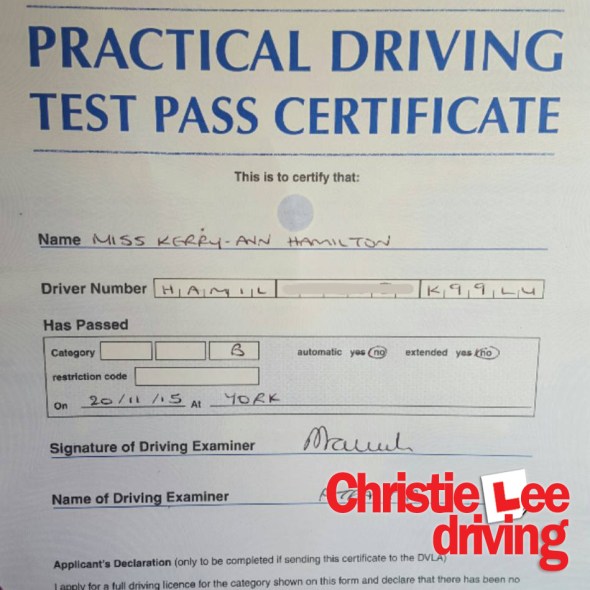 PRACTICAL DRIVING
TEST PASS CERTIFICATE
This is to certify that:
Name MISS KERRY-ANN HAMILTON
Driver Number HAMIL K99LU
Has Passed
Category B automatic yes no extended yes no
restriction code
On 20/11/15 At YORK
Signature of Driving Examiner
Name of Driving Examiner
Christie Lee
driving
Applicant's Declaration (only to be completed if sending this certificate to the DVLA)
I apply for a full driving licence for the category shown on this form and declare that there has been no